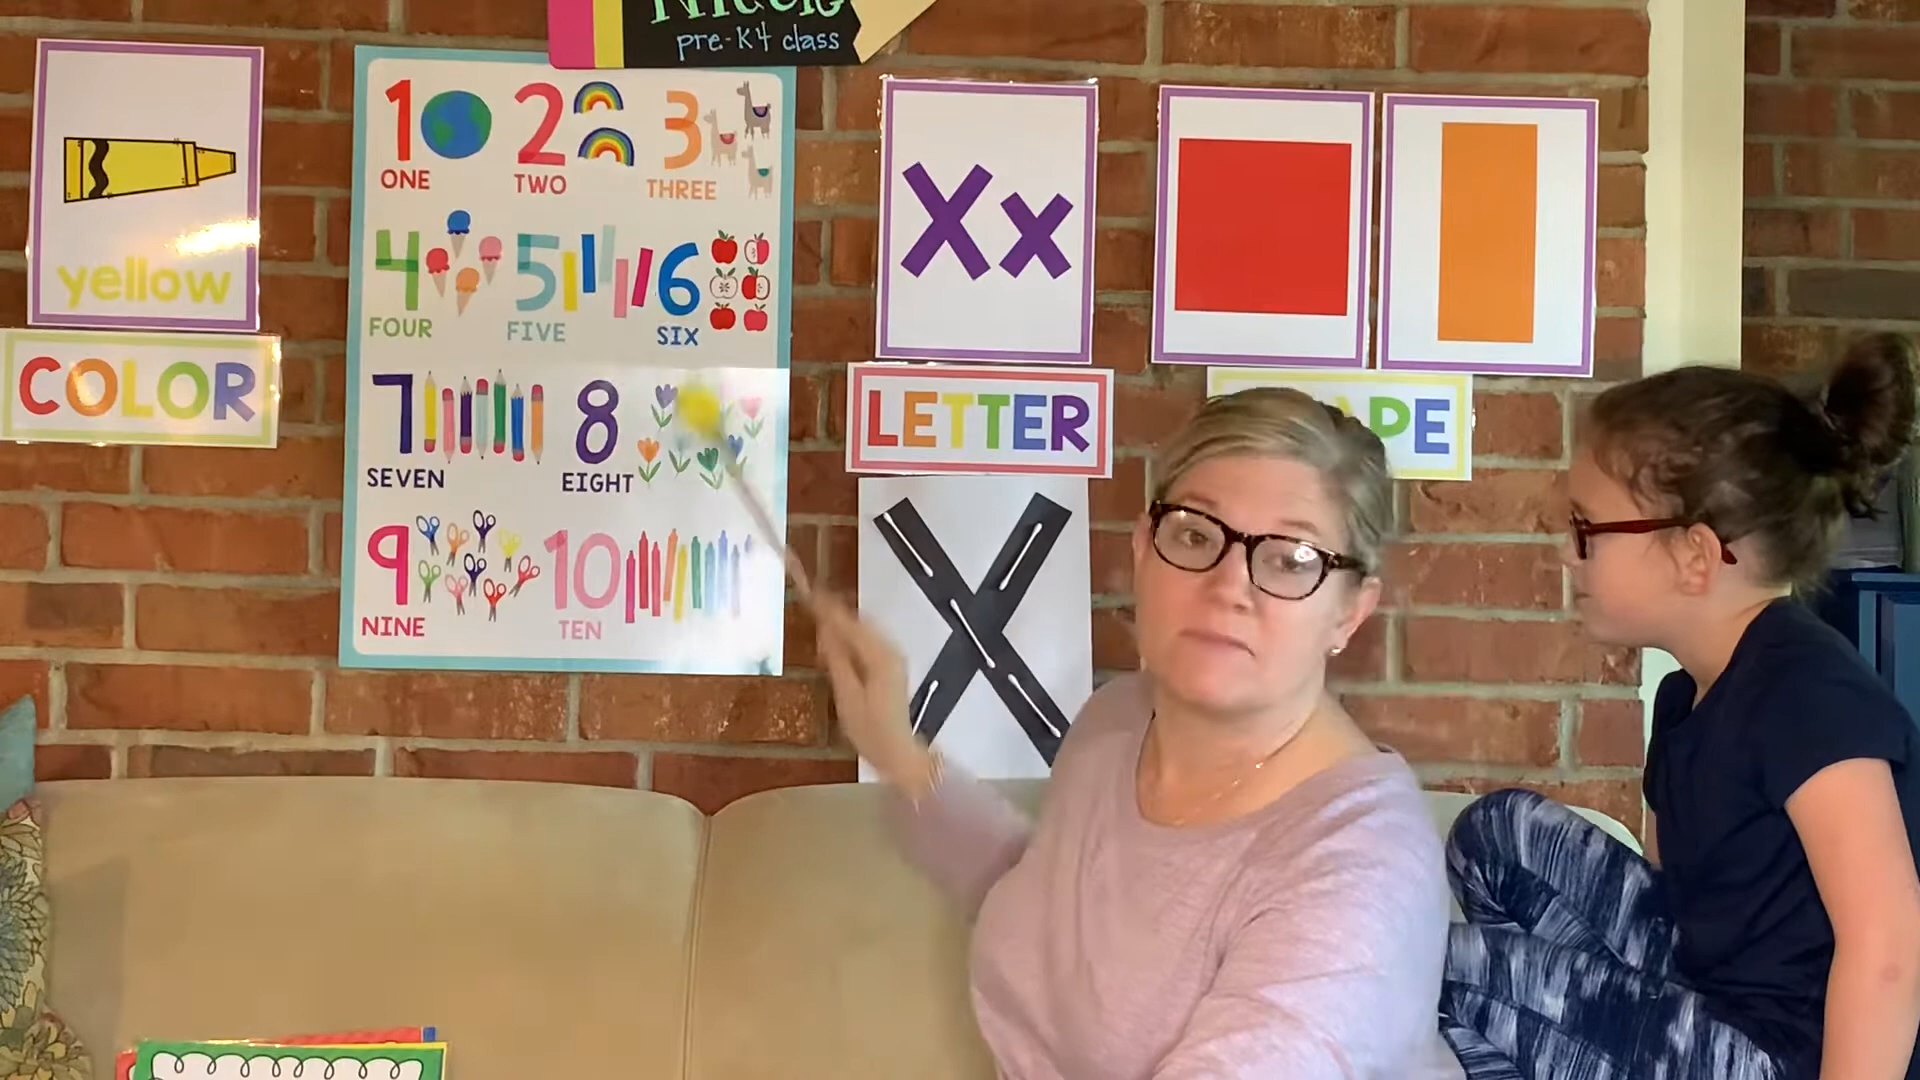 pre-K4 class
yellow
COLOR
1 2 3
ONE TWO THREE
4 5 6
FOUR FIVE SIX
7 8
SEVEN EIGHT
9 10
NINE TEN
Xx
LETTER
X